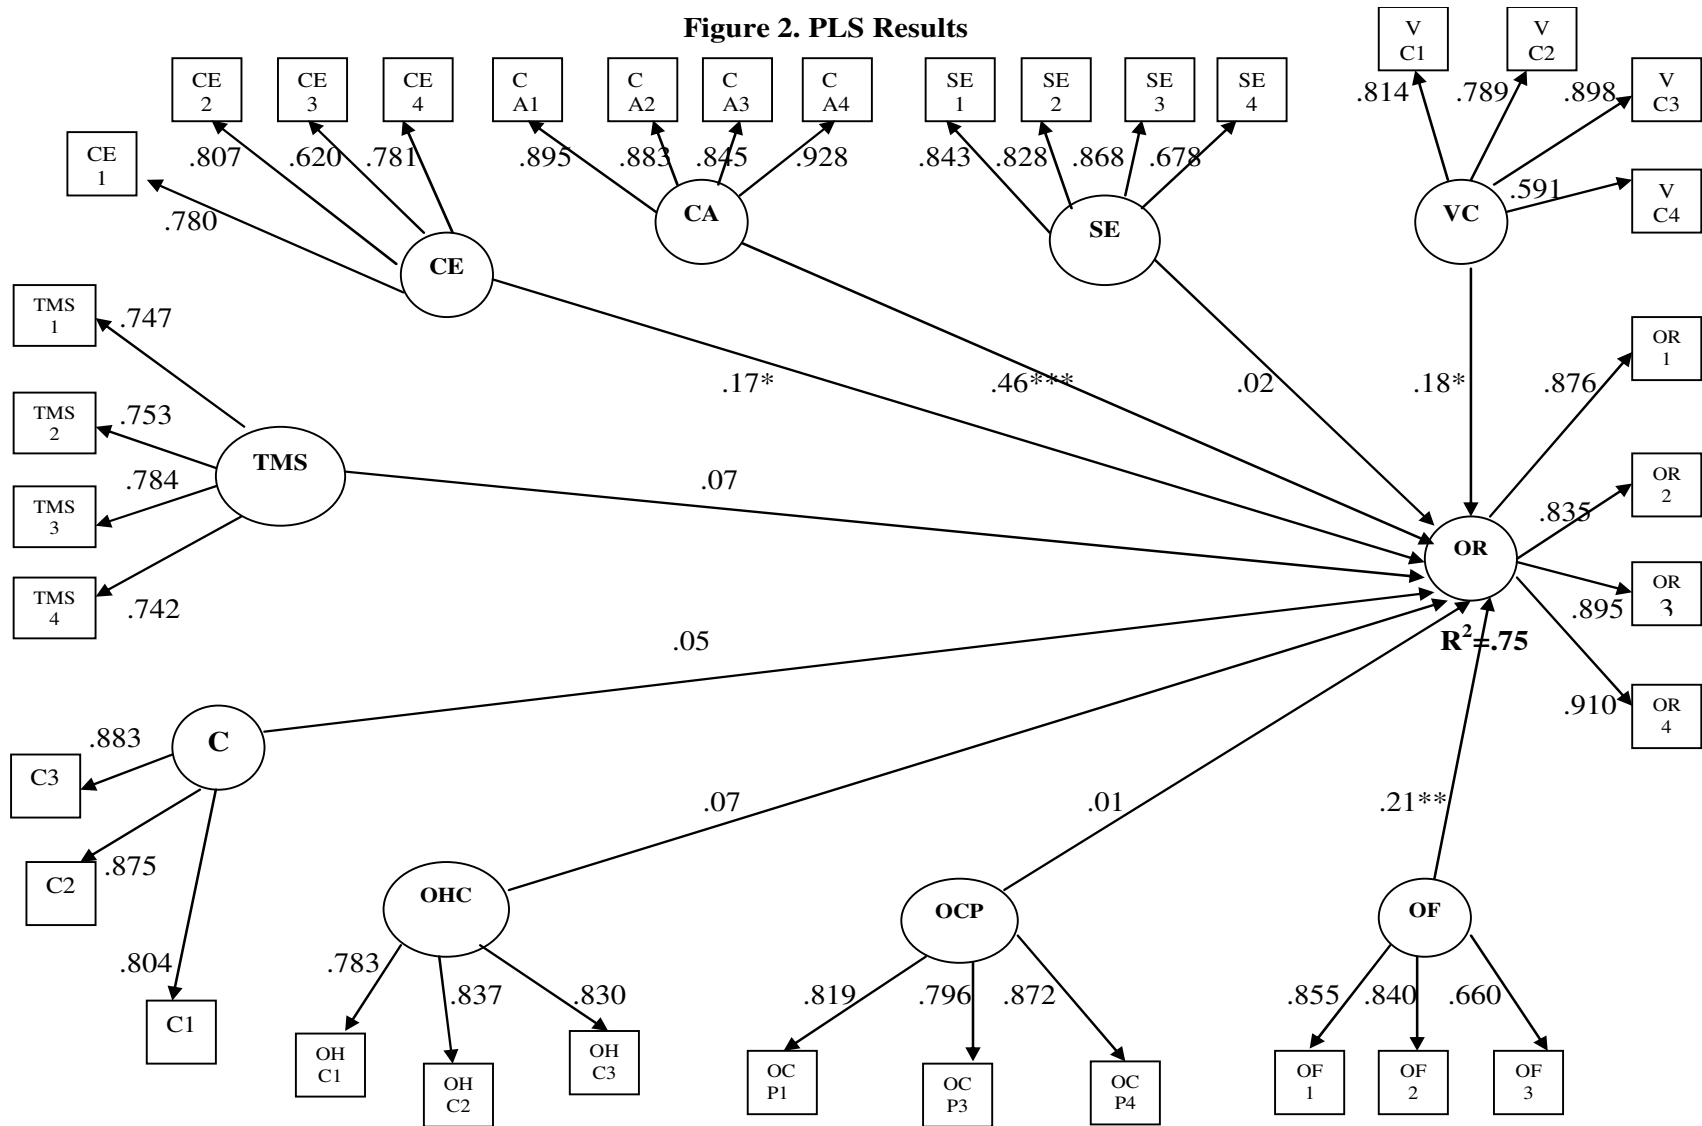 Figure 2. PLS Results
CE
1
CE
2
CE
3
CE
4
C
A1
C
A2
C
A3
C
A4
SE
1
SE
2
SE
3
SE
4
V
C1
V
C2
V
C3
V
C4
.780
.807
.620
.781
.895
.883
.845
.928
.843
.828
.868
.678
.814
.789
.898
.591
CE
CA
SE
VC
TMS
1
TMS
2
TMS
3
TMS
4
.747
.753
.784
.742
TMS
.17*
.46***
.02
.18*
.07
OR
R²=.75
OR
1
OR
2
OR
3
OR
4
.876
.835
.895
.910
.05
.07
.01
.21**
C
.883
.875
.804
C3
C2
C1
OHC
.783
.837
.830
OH
C1
OH
C2
OH
C3
OCP
.819
.796
.872
OC
P1
OC
P3
OC
P4
OF
.855
.840
.660
OF
1
OF
2
OF
3